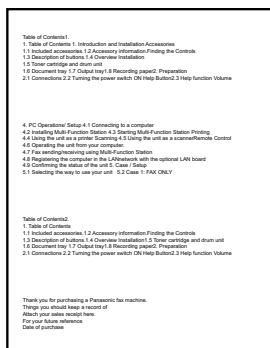 Table of Contents1.
1. Table of Contents 1. Introduction and Installation Accessories
1.1 Included accessories.1.2 Accessory information.Finding the Controls
1.3 Description of buttons.1.4 Overview Installation
1.5 Toner cartridge and drum unit
1.6 Document tray 1.7 Output tray1.8 Recording paper2. Preparation
2.1 Connections 2.2 Turning the power switch ON Help Button2.3 Help function Volume
4. PC Operations/ Setup 4.1 Connecting to a computer
4.2 Installing Multi-Function Station 4.3 Starting Multi-Function Station Printing
4.4 Using the unit as a printer Scanning4.5 Using the unit as a scannerRemote Control
4.6 Operating the unit from your computer.
4.7 Fax sending/receiving using Multi-Function Station
4.8 Registering the computer in the LANnetwork with the optional LAN board
4.9 Confirming the status of the unit 5. Case / Setup
5.1 Selecting the way to use your unit 5.2 Case 1: FAX ONLY
Table of Contents2.
1. Table of Contents
1.1 Included accessories.1.2 Accessory information.Finding the Controls
1.3 Description of buttons.1.4 Overview Installation1.5 Toner cartridge and drum unit
1.6 Document tray 1.7 Output tray1.8 Recording paper2. Preparation
2.1 Connections 2.2 Turning the power switch ON Help Button2.3 Help function Volume
Thank you for purchasing a Panasonic fax machine.
Things you should keep a record of
Attach your sales receipt here.
For your future reference
Date of purchase